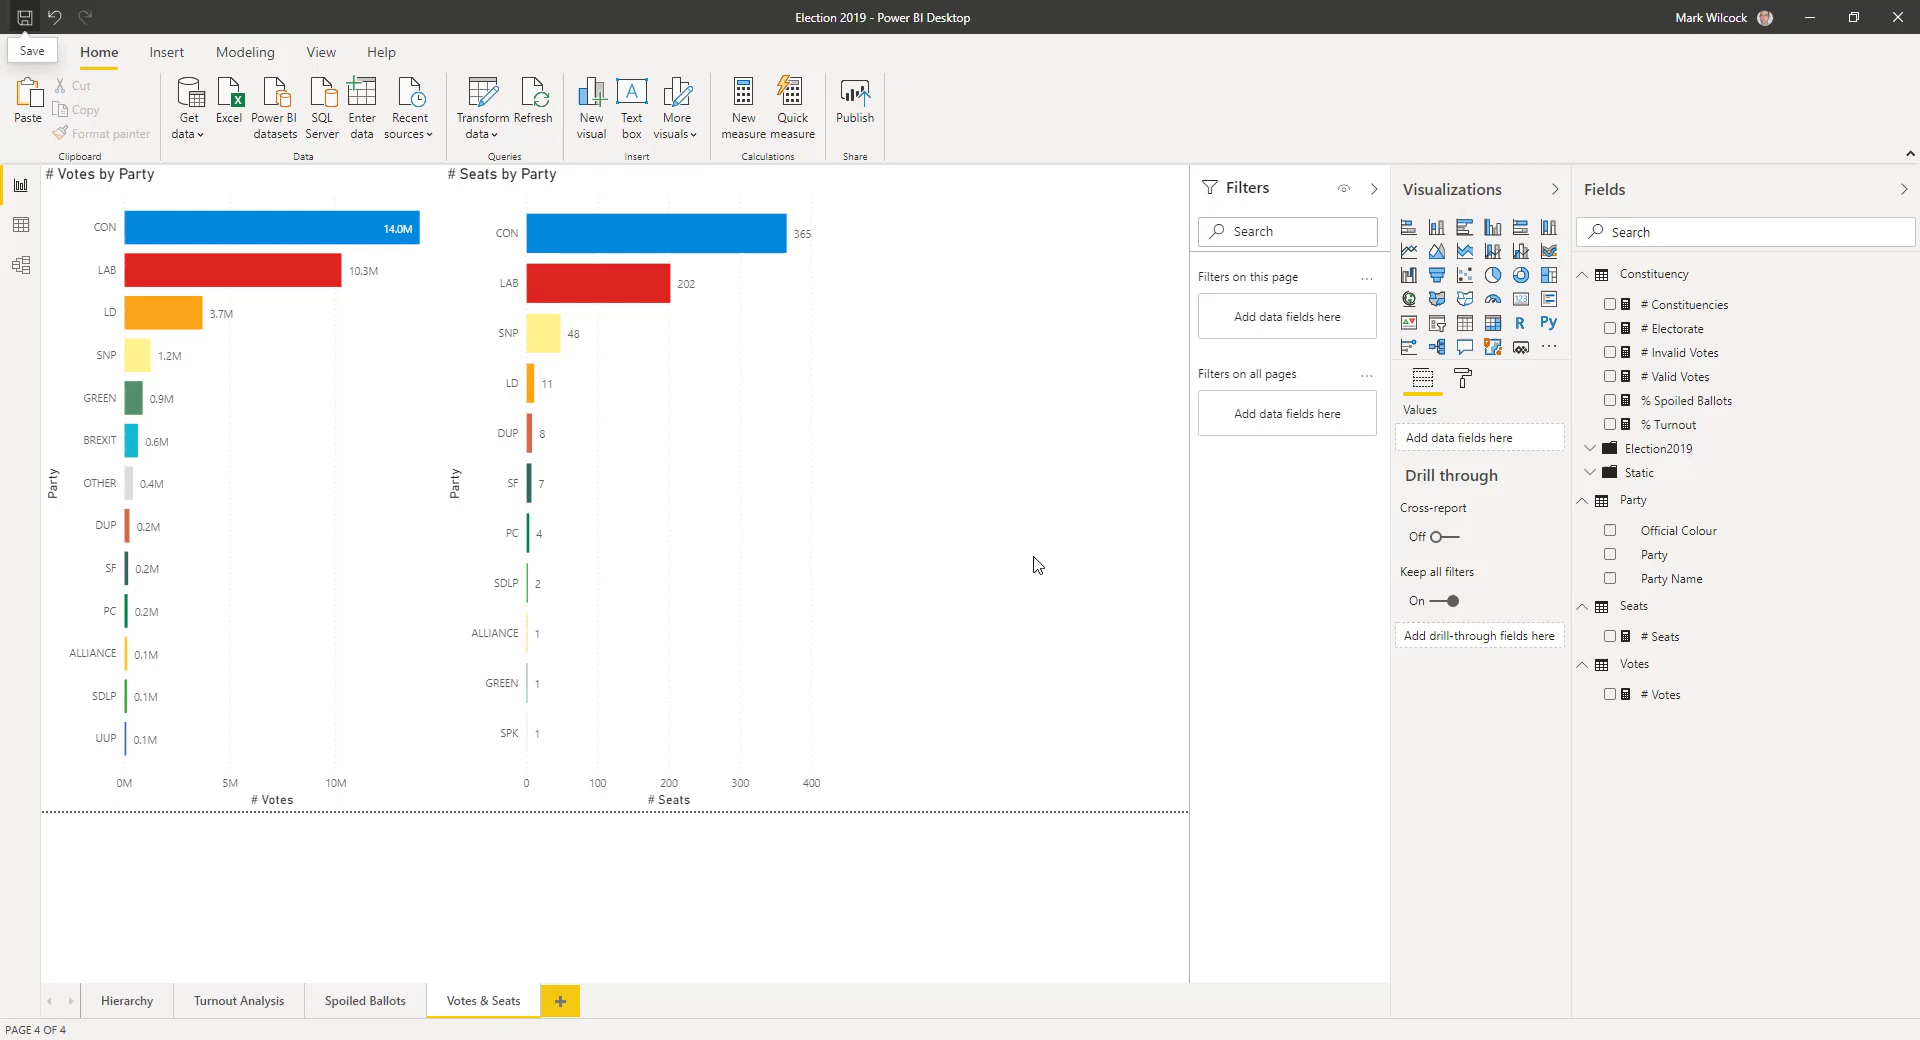 Election 2019 - Power BI Desktop
Mark Wilcock
Save
Home
Insert
Modeling
View
Help
Paste
Cut
Copy
Format painter
Clipboard
Get data
Excel
Power BI datasets
SQL Server
Enter data
Recent sources
Data
Transform data
Refresh
Queries
New visual
Text box
More visuals
Insert
New measure
Quick measure
Calculations
Publish
Share
# Votes by Party
CON 14.0M
LAB 10.3M
LD 3.7M
SNP 1.2M
GREEN 0.9M
BREXIT 0.6M
OTHER 0.4M
DUP 0.2M
SF 0.2M
PC 0.2M
ALLIANCE 0.1M
SDLP 0.1M
UUP 0.1M
Party
0M 5M 10M
# Votes
# Seats by Party
CON 365
LAB 202
SNP 48
LD 11
DUP 8
SF 7
PC 4
SDLP 2
ALLIANCE 1
GREEN 1
SPK 1
Party
0 100 200 300 400
# Seats
Filters
Search
Filters on this page ...
Add data fields here
Filters on all pages ...
Add data fields here
Visualizations
R
Py
123
A
Values
Add data fields here
Drill through
Cross-report
Off
Keep all filters
On
Add drill-through fields here
Fields
Search
Constituency
# Constituencies
# Electorate
# Invalid Votes
# Valid Votes
% Spoiled Ballots
% Turnout
Election2019
Static
Party
Official Colour
Party
Party Name
Seats
# Seats
Votes
# Votes
Hierarchy
Turnout Analysis
Spoiled Ballots
Votes & Seats
PAGE 4 OF 4